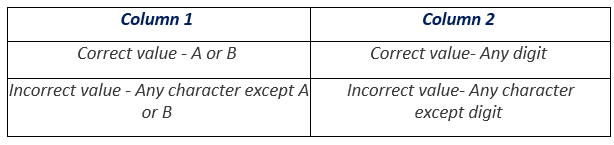 Column 1
Column 2
Correct value - A or B
Correct value- Any digit
Incorrect value - Any character except A
or B
Incorrect value- Any character
except digit